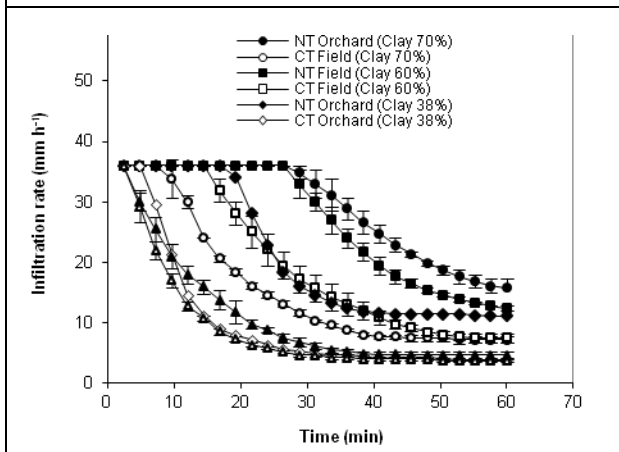 NT Orchard (Clay 70%)
CT Field (Clay 70%)
NT Field (Clay 60%)
CT Field (Clay 60%)
NT Orchard (Clay 38%)
CT Orchard (Clay 38%)
Infiltration rate (mm h⁻¹)
50
40
30
20
10
0
0 10 20 30 40 50 60 70
Time (min)